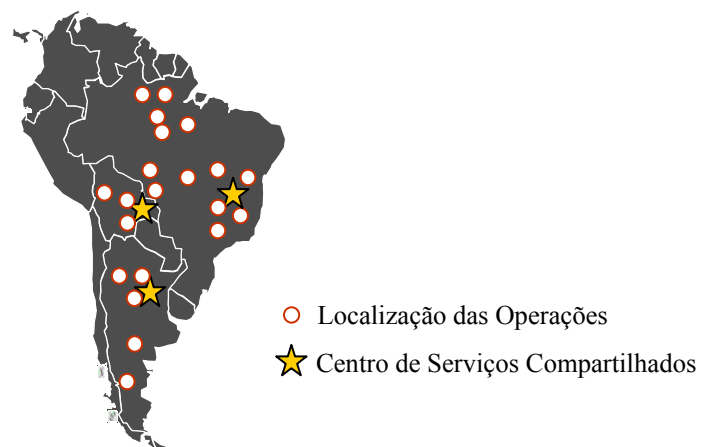 Localização das Operações
Centro de Serviços Compartilhados